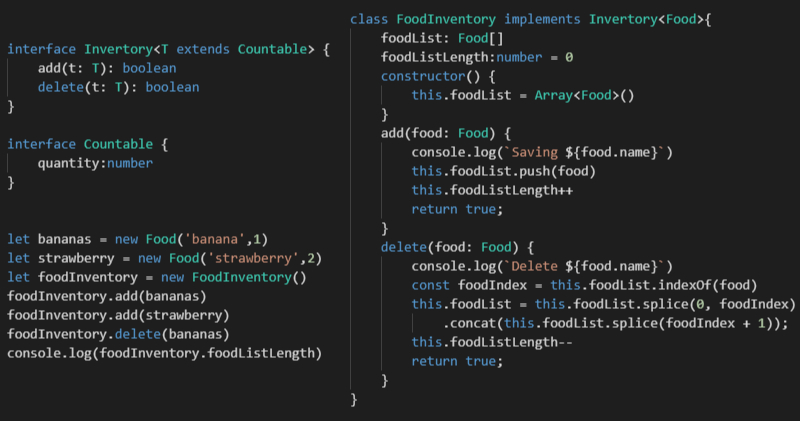 interface Invertory<T extends Countable> {
    add(t: T): boolean
    delete(t: T): boolean
}
interface Countable {
    quantity:number
}
let bananas = new Food('banana',1)
let strawberry = new Food('strawberry',2)
let foodInventory = new FoodInventory()
foodInventory.add(bananas)
foodInventory.add(strawberry)
foodInventory.delete(bananas)
console.log(foodInventory.foodListLength)
class FoodInventory implements Invertory<Food>{
    foodList: Food[]
    foodListLength:number = 0
    constructor() {
        this.foodList = Array<Food>()
    }
    add(food: Food) {
        console.log(`Saving ${food.name}`)
        this.foodList.push(food)
        this.foodListLength++
        return true;
    }
    delete(food: Food) {
        console.log(`Delete ${food.name}`)
        const foodIndex = this.foodList.indexOf(food)
        this.foodList = this.foodList.splice(0, foodIndex)
            .concat(this.foodList.splice(foodIndex + 1));
        this.foodListLength--
        return true;
    }
}